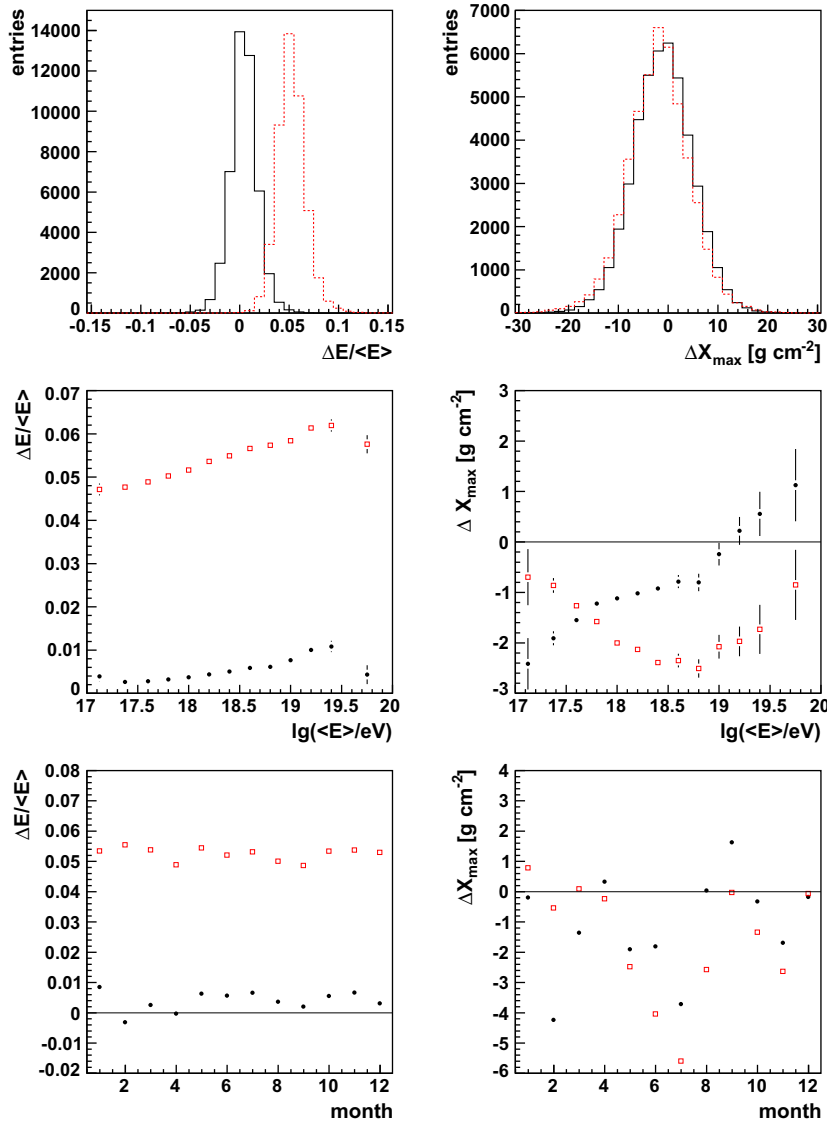 entries
14000
12000
10000
8000
6000
4000
2000
0
-0.15 -0.1 -0.05 0 0.05 0.1 0.15
ΔE/<E>
entries
7000
6000
5000
4000
3000
2000
1000
0
-30 -20 -10 0 10 20 30
ΔXmax [g cm-2]
ΔE/<E>
0.07
0.06
0.05
0.04
0.03
0.02
0.01
0
17 17.5 18 18.5 19 19.5 20
lg(<E>/eV)
Δ Xmax [g cm-2]
3
2
1
0
-1
-2
-3
17 17.5 18 18.5 19 19.5 20
lg(<E>/eV)
ΔE/<E>
0.08
0.07
0.06
0.05
0.04
0.03
0.02
0.01
0
-0.01
-0.02
2 4 6 8 10 12
month
ΔXmax [g cm-2]
4
3
2
1
0
-1
-2
-3
-4
-5
-6
2 4 6 8 10 12
month